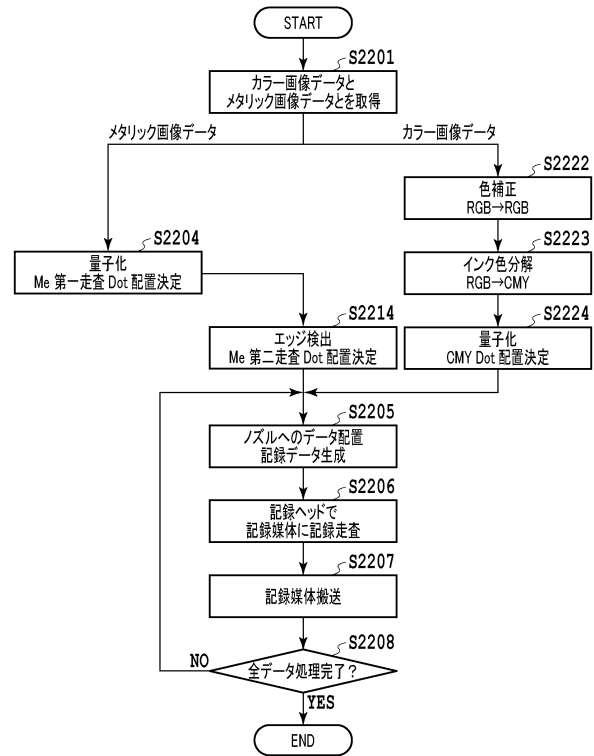 START
S2201
カラー画像データと
メタリック画像データとを取得
メタリック画像データ
カラー画像データ
S2222
色補正
RGB→RGB
S2204
量子化
Me 第一走査 Dot 配置決定
S2223
インク色分解
RGB→CMY
S2214
エッジ検出
Me 第二走査 Dot 配置決定
S2224
量子化
CMY Dot 配置決定
S2205
ノズルへのデータ配置
記録データ生成
S2206
記録ヘッドで
記録媒体に記録走査
S2207
記録媒体搬送
S2208
全データ処理完了？
NO
YES
END